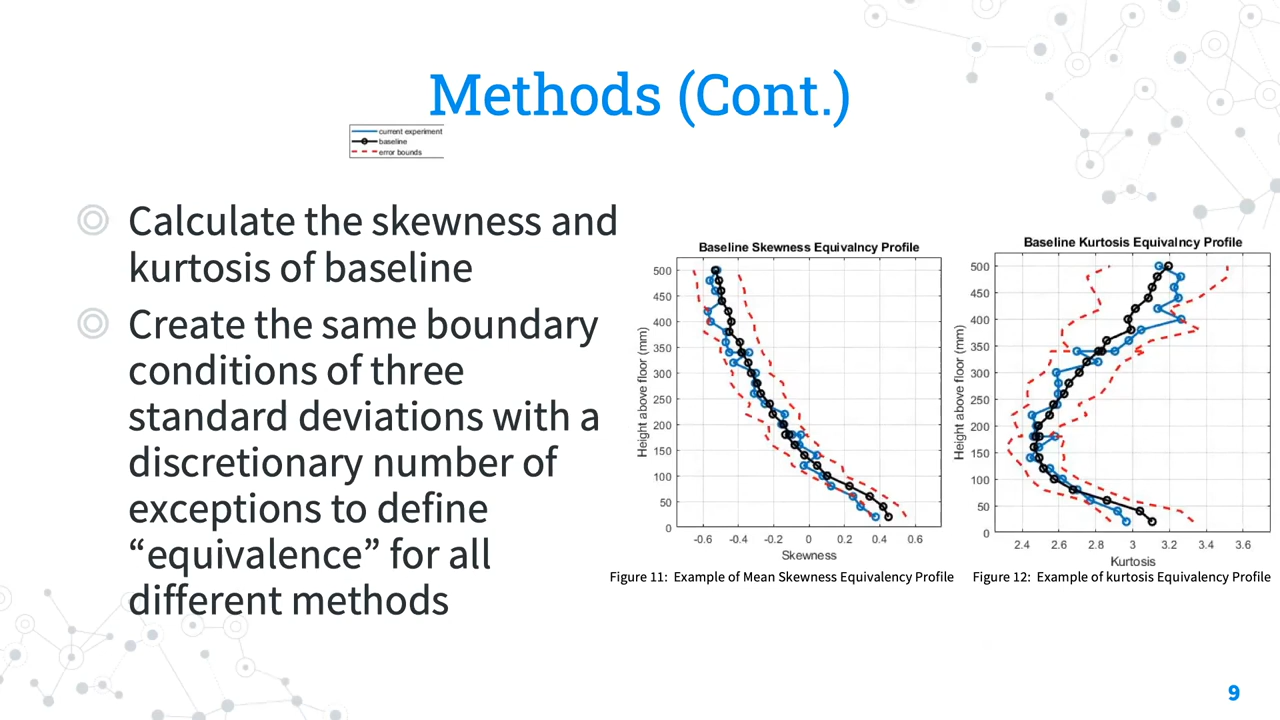 Methods (Cont.)
current experiment
baseline
error bounds
Calculate the skewness and
kurtosis of baseline
Create the same boundary
conditions of three
standard deviations with a
discretionary number of
exceptions to define
“equivalence” for all
different methods
Baseline Skewness Equivalncy Profile
500
450
400
350
300
250
200
150
100
50
0
Height above floor (mm)
-0.6 -0.4 -0.2 0 0.2 0.4 0.6
Skewness
Figure 11: Example of Mean Skewness Equivalency Profile
Baseline Kurtosis Equivalncy Profile
500
450
400
350
300
250
200
150
100
50
0
Height above floor (mm)
2.4 2.6 2.8 3 3.2 3.4 3.6
Kurtosis
Figure 12: Example of kurtosis Equivalency Profile
9